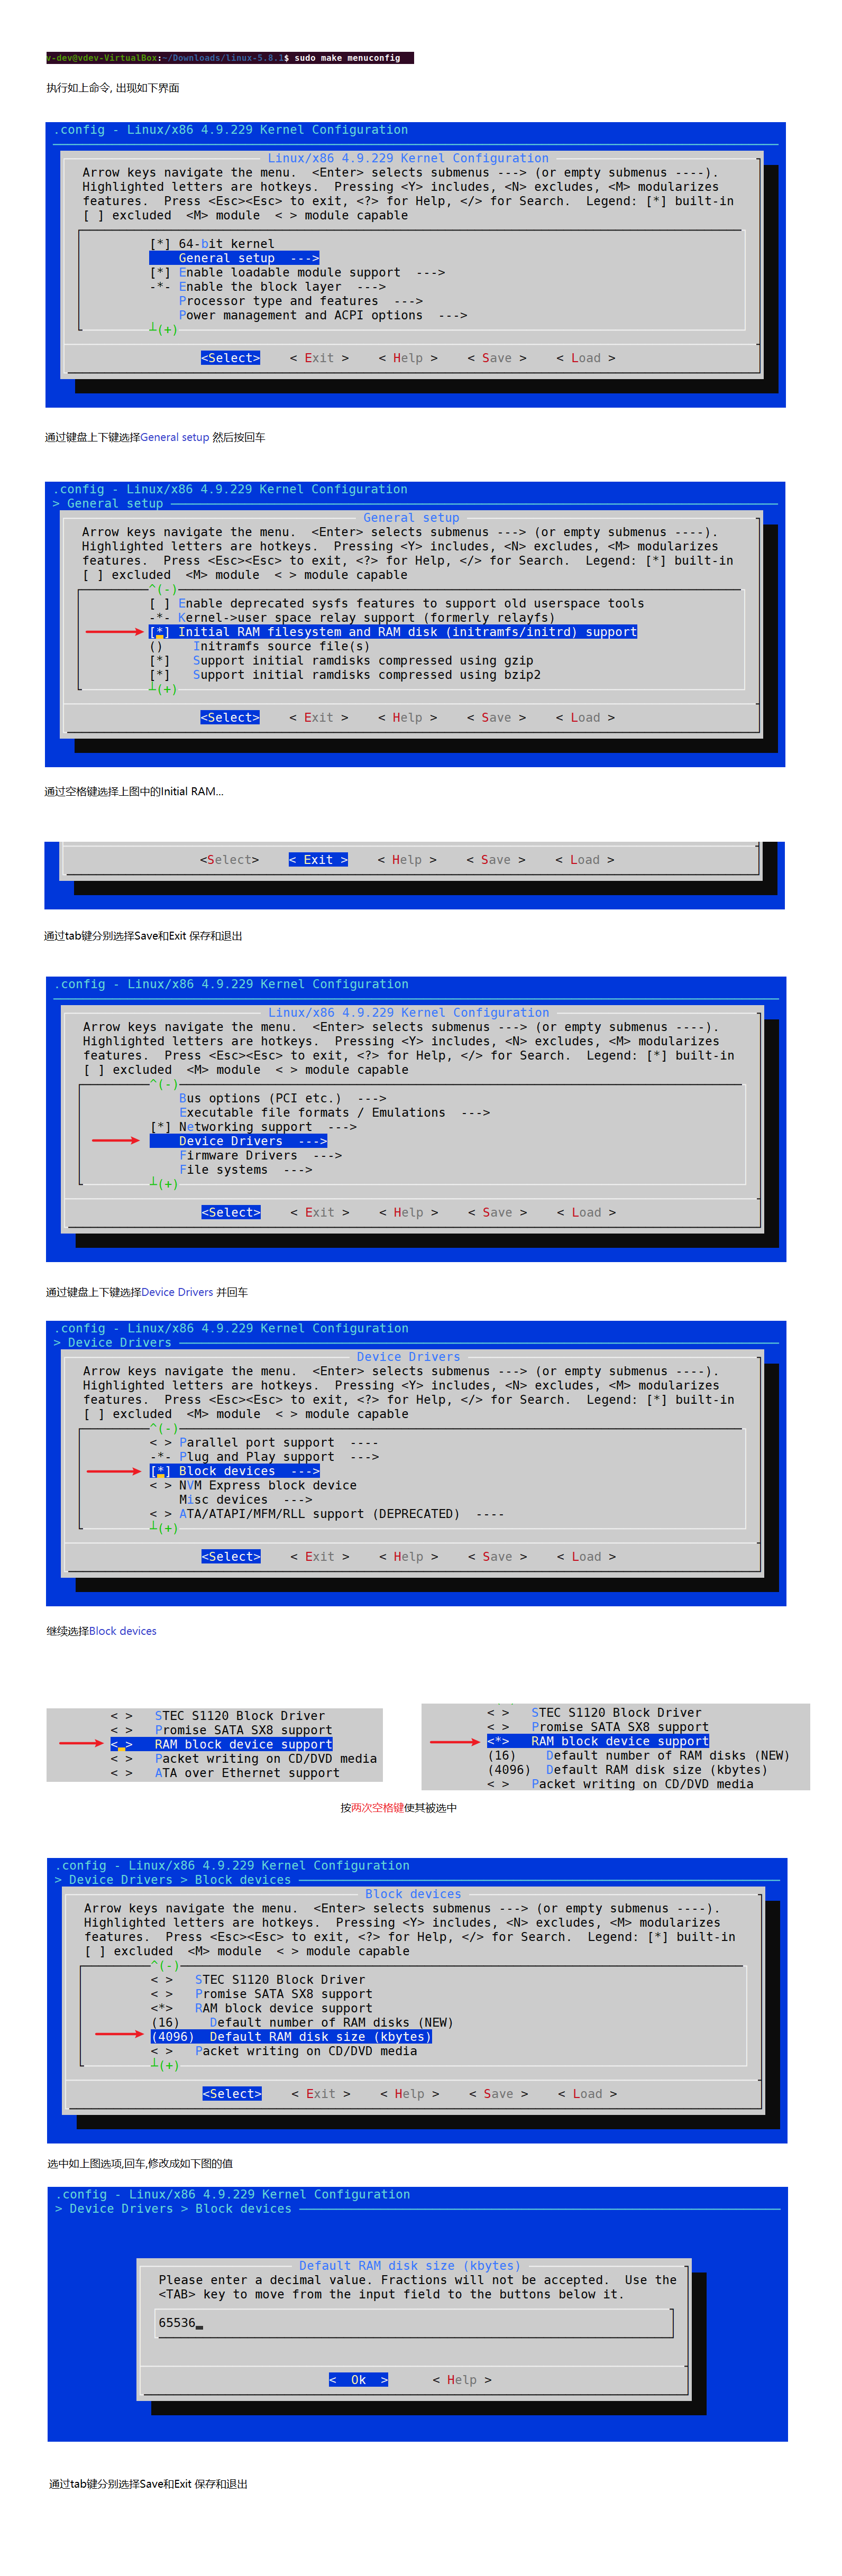 v-dev@vdev-VirtualBox:~/Downloads/linux-5.8.1$ sudo make menuconfig
执行如上命令, 出现如下界面
.config - Linux/x86 4.9.229 Kernel Configuration
Linux/x86 4.9.229 Kernel Configuration
Arrow keys navigate the menu.  <Enter> selects submenus ---> (or empty submenus ----).
Highlighted letters are hotkeys.  Pressing <Y> includes, <N> excludes, <M> modularizes
features.  Press <Esc><Esc> to exit, <?> for Help, </> for Search.  Legend: [*] built-in
[ ] excluded  <M> module  < > module capable
[*] 64-bit kernel
General setup  --->
[*] Enable loadable module support  --->
-*- Enable the block layer  --->
Processor type and features  --->
Power management and ACPI options  --->
┴(+)
<Select>    < Exit >    < Help >    < Save >    < Load >
通过键盘上下键选择General setup 然后按回车
.config - Linux/x86 4.9.229 Kernel Configuration
> General setup
General setup
Arrow keys navigate the menu.  <Enter> selects submenus ---> (or empty submenus ----).
Highlighted letters are hotkeys.  Pressing <Y> includes, <N> excludes, <M> modularizes
features.  Press <Esc><Esc> to exit, <?> for Help, </> for Search.  Legend: [*] built-in
[ ] excluded  <M> module  < > module capable
^(-)
[ ] Enable deprecated sysfs features to support old userspace tools
-*- Kernel->user space relay support (formerly relayfs)
[*] Initial RAM filesystem and RAM disk (initramfs/initrd) support
()    Initramfs source file(s)
[*]   Support initial ramdisks compressed using gzip
[*]   Support initial ramdisks compressed using bzip2
┴(+)
<Select>    < Exit >    < Help >    < Save >    < Load >
通过空格键选择上图中的Initial RAM...
<Select>    < Exit >    < Help >    < Save >    < Load >
通过tab键分别选择Save和Exit 保存和退出
.config - Linux/x86 4.9.229 Kernel Configuration
Linux/x86 4.9.229 Kernel Configuration
Arrow keys navigate the menu.  <Enter> selects submenus ---> (or empty submenus ----).
Highlighted letters are hotkeys.  Pressing <Y> includes, <N> excludes, <M> modularizes
features.  Press <Esc><Esc> to exit, <?> for Help, </> for Search.  Legend: [*] built-in
[ ] excluded  <M> module  < > module capable
^(-)
Bus options (PCI etc.)  --->
Executable file formats / Emulations  --->
[*] Networking support  --->
Device Drivers  --->
Firmware Drivers  --->
File systems  --->
┴(+)
<Select>    < Exit >    < Help >    < Save >    < Load >
通过键盘上下键选择Device Drivers 并回车
.config - Linux/x86 4.9.229 Kernel Configuration
> Device Drivers
Device Drivers
Arrow keys navigate the menu.  <Enter> selects submenus ---> (or empty submenus ----).
Highlighted letters are hotkeys.  Pressing <Y> includes, <N> excludes, <M> modularizes
features.  Press <Esc><Esc> to exit, <?> for Help, </> for Search.  Legend: [*] built-in
[ ] excluded  <M> module  < > module capable
^(-)
< > Parallel port support  ----
-*- Plug and Play support  --->
[*] Block devices  --->
< > NVM Express block device
Misc devices  --->
< > ATA/ATAPI/MFM/RLL support (DEPRECATED)  ----
┴(+)
<Select>    < Exit >    < Help >    < Save >    < Load >
继续选择Block devices
< >   STEC S1120 Block Driver
< >   Promise SATA SX8 support
< >   RAM block device support
< >   Packet writing on CD/DVD media
< >   ATA over Ethernet support
< >   STEC S1120 Block Driver
< >   Promise SATA SX8 support
<*>   RAM block device support
(16)    Default number of RAM disks (NEW)
(4096)  Default RAM disk size (kbytes)
< >   Packet writing on CD/DVD media
按两次空格键使其被选中
.config - Linux/x86 4.9.229 Kernel Configuration
> Device Drivers > Block devices
Block devices
Arrow keys navigate the menu.  <Enter> selects submenus ---> (or empty submenus ----).
Highlighted letters are hotkeys.  Pressing <Y> includes, <N> excludes, <M> modularizes
features.  Press <Esc><Esc> to exit, <?> for Help, </> for Search.  Legend: [*] built-in
[ ] excluded  <M> module  < > module capable
^(-)
< >   STEC S1120 Block Driver
< >   Promise SATA SX8 support
<*>   RAM block device support
(16)    Default number of RAM disks (NEW)
(4096)  Default RAM disk size (kbytes)
< >   Packet writing on CD/DVD media
┴(+)
<Select>    < Exit >    < Help >    < Save >    < Load >
选中如上图选项,回车,修改成如下图的值
.config - Linux/x86 4.9.229 Kernel Configuration
> Device Drivers > Block devices
Default RAM disk size (kbytes)
Please enter a decimal value. Fractions will not be accepted.  Use the
<TAB> key to move from the input field to the buttons below it.
65536
<  Ok  >      < Help >
通过tab键分别选择Save和Exit 保存和退出